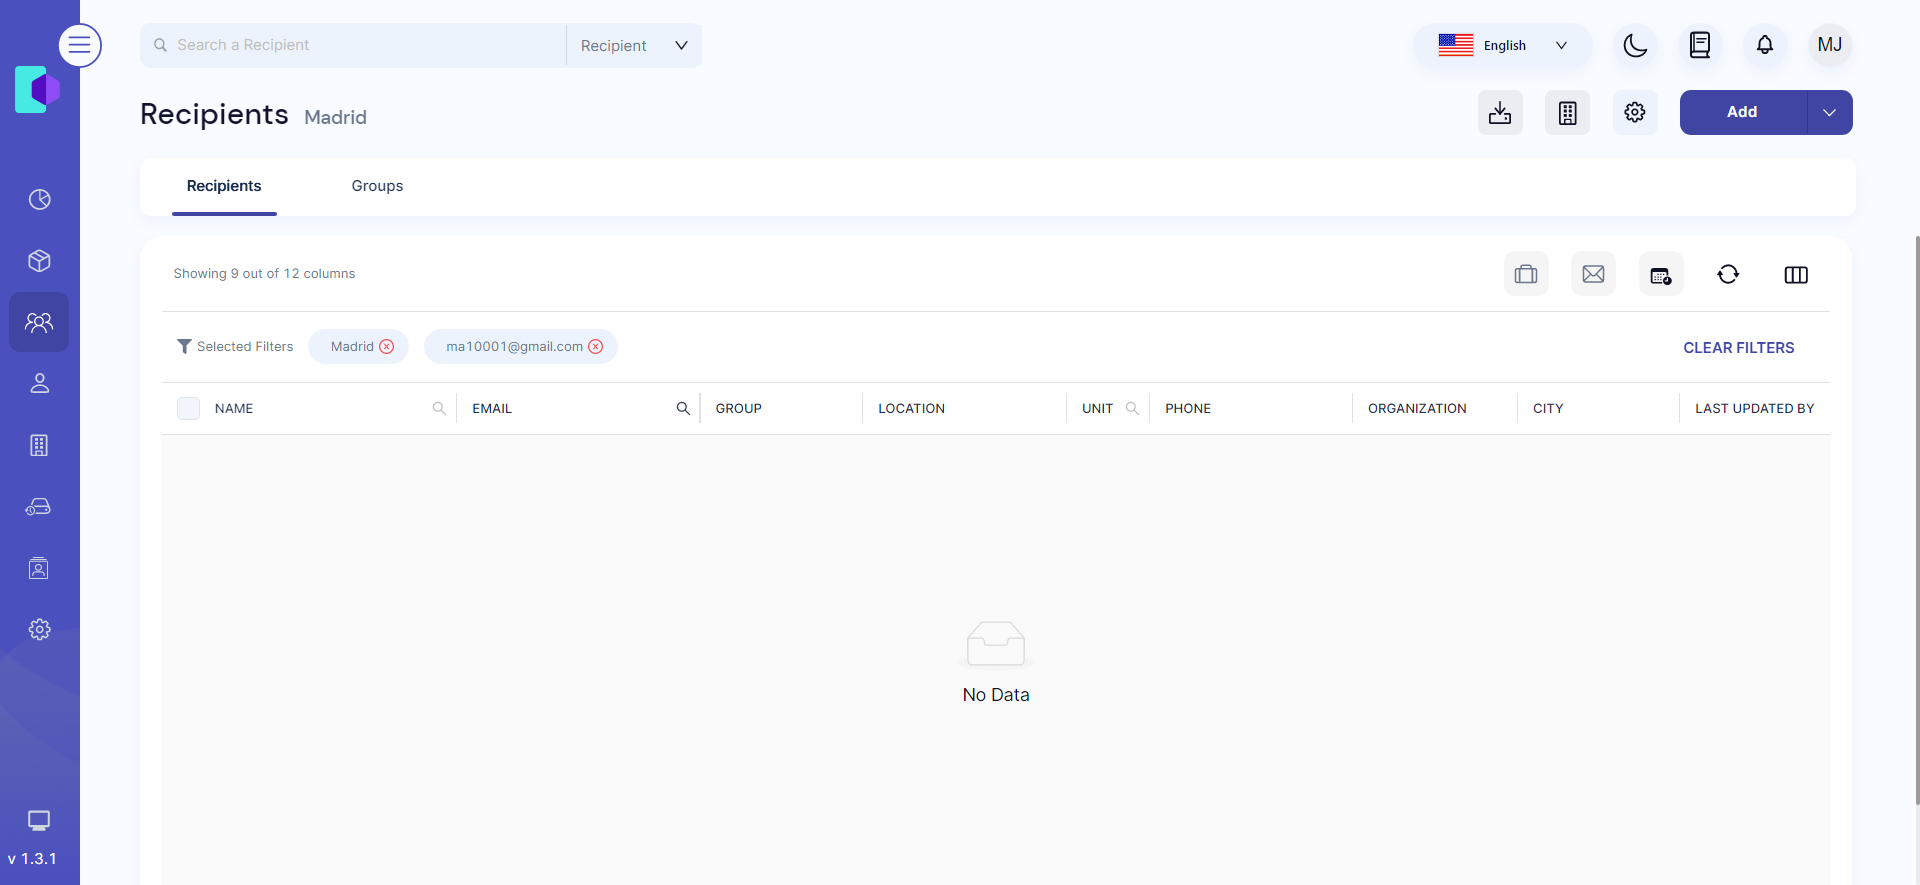 Search a Recipient
Recipient
English
MJ
Recipients Madrid
Add
Recipients
Groups
Showing 9 out of 12 columns
Selected Filters
Madrid
ma10001@gmail.com
CLEAR FILTERS
NAME
EMAIL
GROUP
LOCATION
UNIT
PHONE
ORGANIZATION
CITY
LAST UPDATED BY
No Data
v 1.3.1